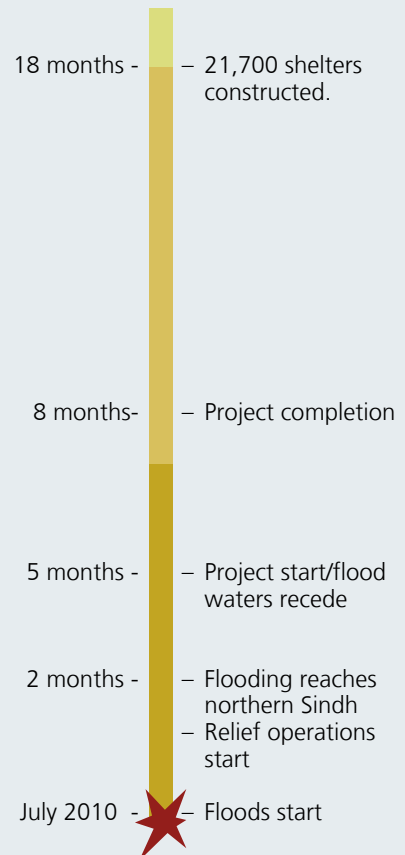 18 months - – 21,700 shelters
constructed.
8 months- – Project completion
5 months - – Project start/flood
waters recede
2 months - – Flooding reaches
northern Sindh
– Relief operations
start
July 2010 - – Floods start